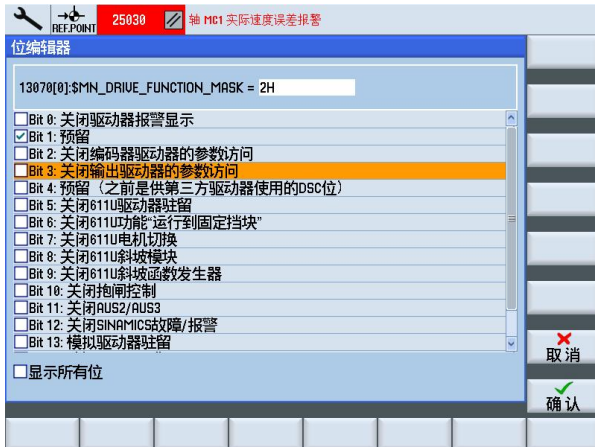 REF.POINT
25030 轴 MC1 实际速度误差报警
位编辑器
13070[0]:$MN_DRIVE_FUNCTION_MASK = 2H
Bit 0: 关闭驱动器报警显示
Bit 1: 预留
Bit 2: 关闭编码器驱动器的参数访问
Bit 3: 关闭输出驱动器的参数访问
Bit 4: 预留（之前是供第三方驱动器使用的DSC位）
Bit 5: 关闭611U驱动器驻留
Bit 6: 关闭611U功能“运行到固定挡块”
Bit 7: 关闭611U电机切换
Bit 8: 关闭611U斜坡模块
Bit 9: 关闭611U斜坡函数发生器
Bit 10: 关闭抱闸控制
Bit 11: 关闭AUS2/AUS3
Bit 12: 关闭SINAMICS故障/报警
Bit 13: 模拟驱动器驻留
显示所有位
取消
确认